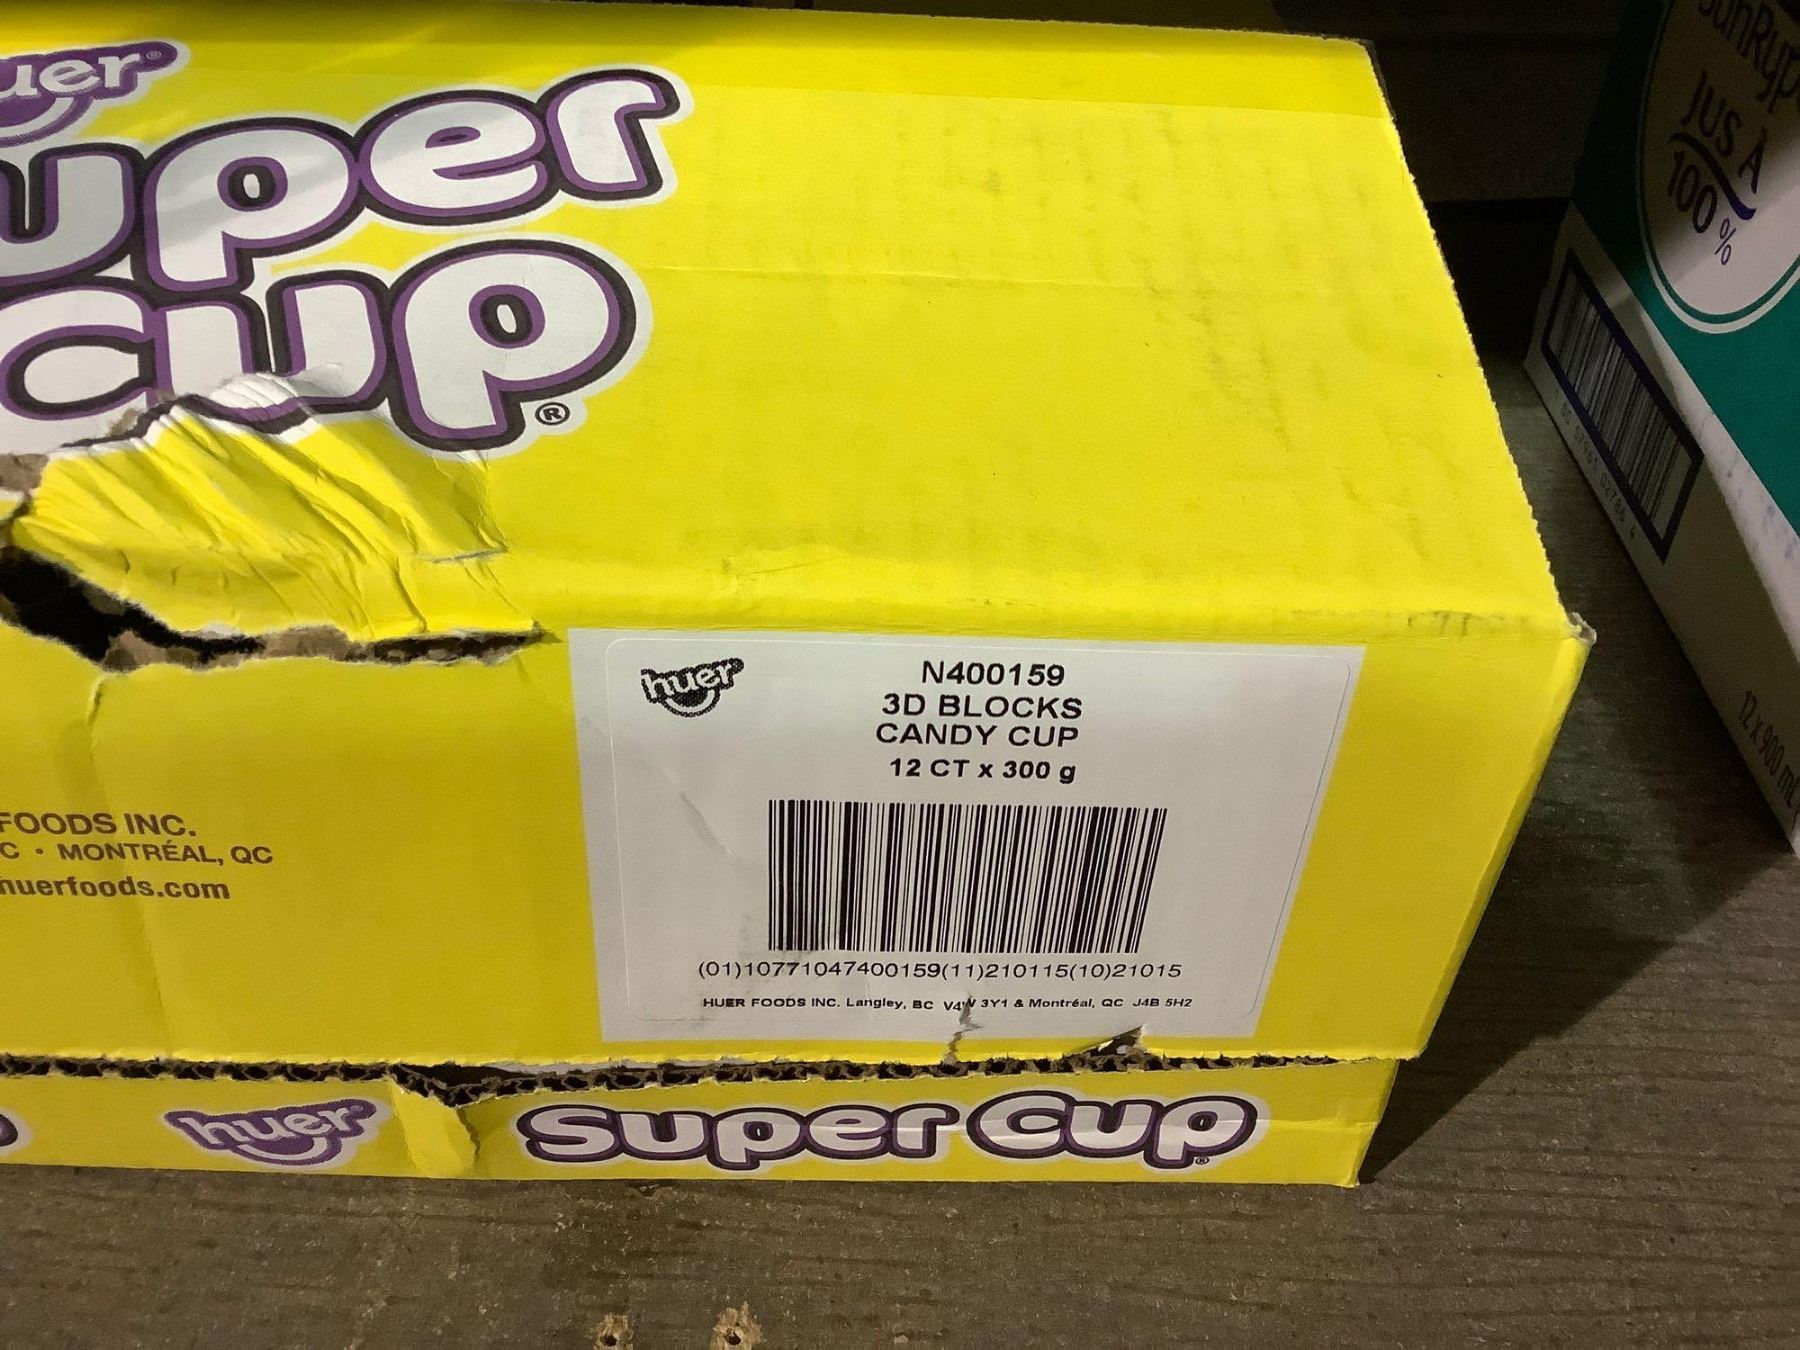 uer®
uper
cup®
FOODS INC.
C • MONTRÉAL, QC
huerfoods.com
huer
N400159
3D BLOCKS
CANDY CUP
12 CT x 300 g
(01)10771047400159(11)210115(10)21015
HUER FOODS INC. Langley, BC V4W 3Y1 & Montréal, QC J4B 5H2
huer®
Super Cup®
SunRype
JUS À
100%
12 x 900 mL